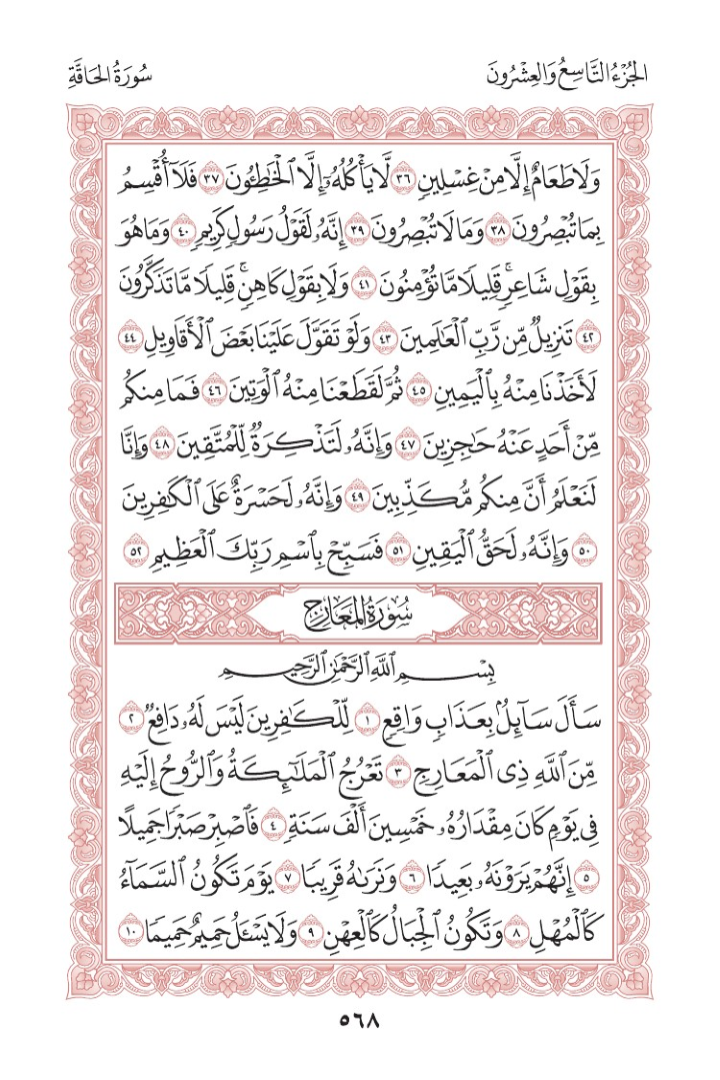 الجُزْءُ التَّاسِعُ وَالعِشْرُونَ
سُورَةُ الحَاقَّةِ
وَلَا طَعَامٌ إِلَّا مِنْ غِسْلِينٍ ٣٦ لَّا يَأْكُلُهُۥٓ إِلَّا ٱلْخَٰطِـُٔونَ ٣٧ فَلَآ أُقْسِمُ
بِمَا تُبْصِرُونَ ٣٨ وَمَا لَا تُبْصِرُونَ ٣٩ إِنَّهُۥ لَقَوْلُ رَسُولٍ كَرِيمٍ ٤٠ وَمَا هُوَ
بِقَوْلِ شَاعِرٍۚ قَلِيلًا مَّا تُؤْمِنُونَ ٤١ وَلَا بِقَوْلِ كَاهِنٍۚ قَلِيلًا مَّا تَذَكَّرُونَ
٤٢ تَنزِيلٌ مِّن رَّبِّ ٱلْعَٰلَمِينَ ٤٣ وَلَوْ تَقَوَّلَ عَلَيْنَا بَعْضَ ٱلْأَقَاوِيلِ ٤٤
لَأَخَذْنَا مِنْهُ بِٱلْيَمِينِ ٤٥ ثُمَّ لَقَطَعْنَا مِنْهُ ٱلْوَتِينَ ٤٦ فَمَا مِنكُم
مِّنْ أَحَدٍ عَنْهُ حَٰجِزِينَ ٤٧ وَإِنَّهُۥ لَتَذْكِرَةٌ لِّلْمُتَّقِينَ ٤٨ وَإِنَّا
لَنَعْلَمُ أَنَّ مِنكُم مُّكَذِّبِينَ ٤٩ وَإِنَّهُۥ لَحَسْرَةٌ عَلَى ٱلْكَٰفِرِينَ
٥٠ وَإِنَّهُۥ لَحَقُّ ٱلْيَقِينِ ٥١ فَسَبِّحْ بِٱسْمِ رَبِّكَ ٱلْعَظِيمِ ٥٢
سُورَةُ المَعَارِجِ
بِسْمِ ٱللَّهِ ٱلرَّحْمَٰنِ ٱلرَّحِيمِ
سَأَلَ سَآئِلٌۢ بِعَذَابٍ وَاقِعٍ ١ لِّلْكَٰفِرِينَ لَيْسَ لَهُۥ دَافِعٌ ٢
مِّنَ ٱللَّهِ ذِى ٱلْمَعَارِجِ ٣ تَعْرُجُ ٱلْمَلَٰٓئِكَةُ وَٱلرُّوحُ إِلَيْهِ
فِى يَوْمٍ كَانَ مِقْدَارُهُۥ خَمْسِينَ أَلْفَ سَنَةٍ ٤ فَٱصْبِرْ صَبْرًا جَمِيلًا
٥ إِنَّهُمْ يَرَوْنَهُۥ بَعِيدًا ٦ وَنَرَىٰهُ قَرِيبًا ٧ يَوْمَ تَكُونُ ٱلسَّمَآءُ
كَٱلْمُهْلِ ٨ وَتَكُونُ ٱلْجِبَالُ كَٱلْعِهْنِ ٩ وَلَا يَسْـَٔلُ حَمِيمٌ حَمِيمًا ١٠
٥٦٨